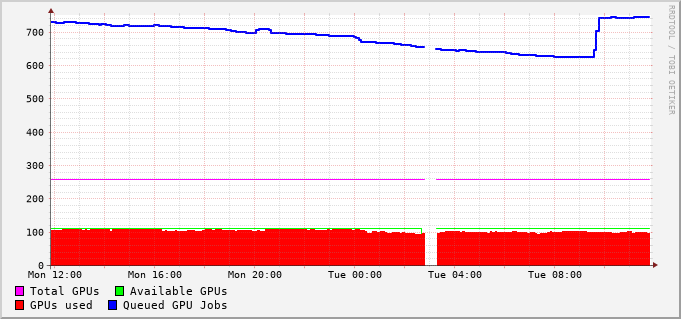 RRDTOOL / TOBI OETIKER
700
600
500
400
300
200
100
0
Mon 12:00 Mon 16:00 Mon 20:00 Tue 00:00 Tue 04:00 Tue 08:00
Total GPUs Available GPUs
GPUs used Queued GPU Jobs